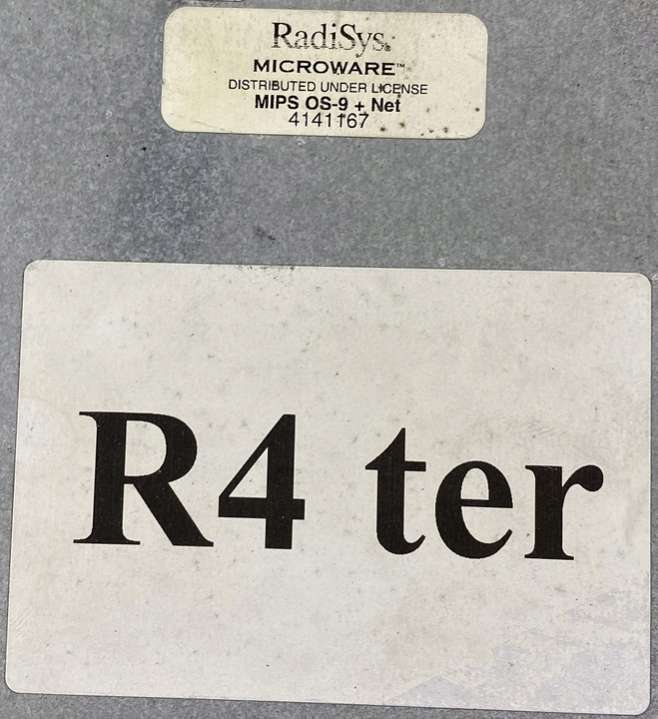 RadiSys.
MICROWARE™
DISTRIBUTED UNDER LICENSE
MIPS OS-9 + Net
4141167
R4 ter